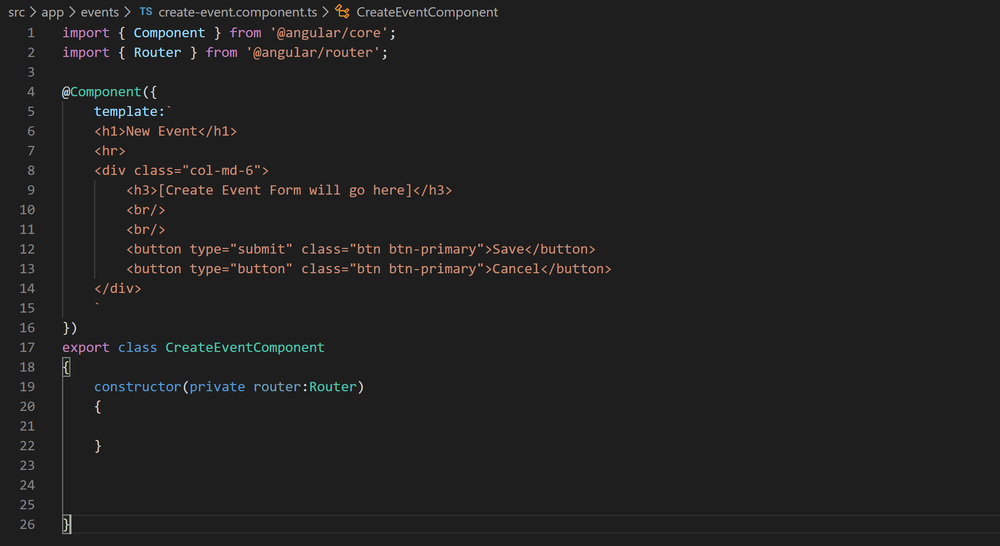 src > app > events > TS create-event.component.ts > CreateEventComponent
1 import { Component } from '@angular/core';
2 import { Router } from '@angular/router';
3
4 @Component({
5     template:`
6     <h1>New Event</h1>
7     <hr>
8     <div class="col-md-6">
9         <h3>[Create Event Form will go here]</h3>
10         <br/>
11         <br/>
12         <button type="submit" class="btn btn-primary">Save</button>
13         <button type="button" class="btn btn-primary">Cancel</button>
14     </div>
15     `
16 })
17 export class CreateEventComponent
18 {
19     constructor(private router:Router)
20     {
21
22     }
23
24
25
26 }